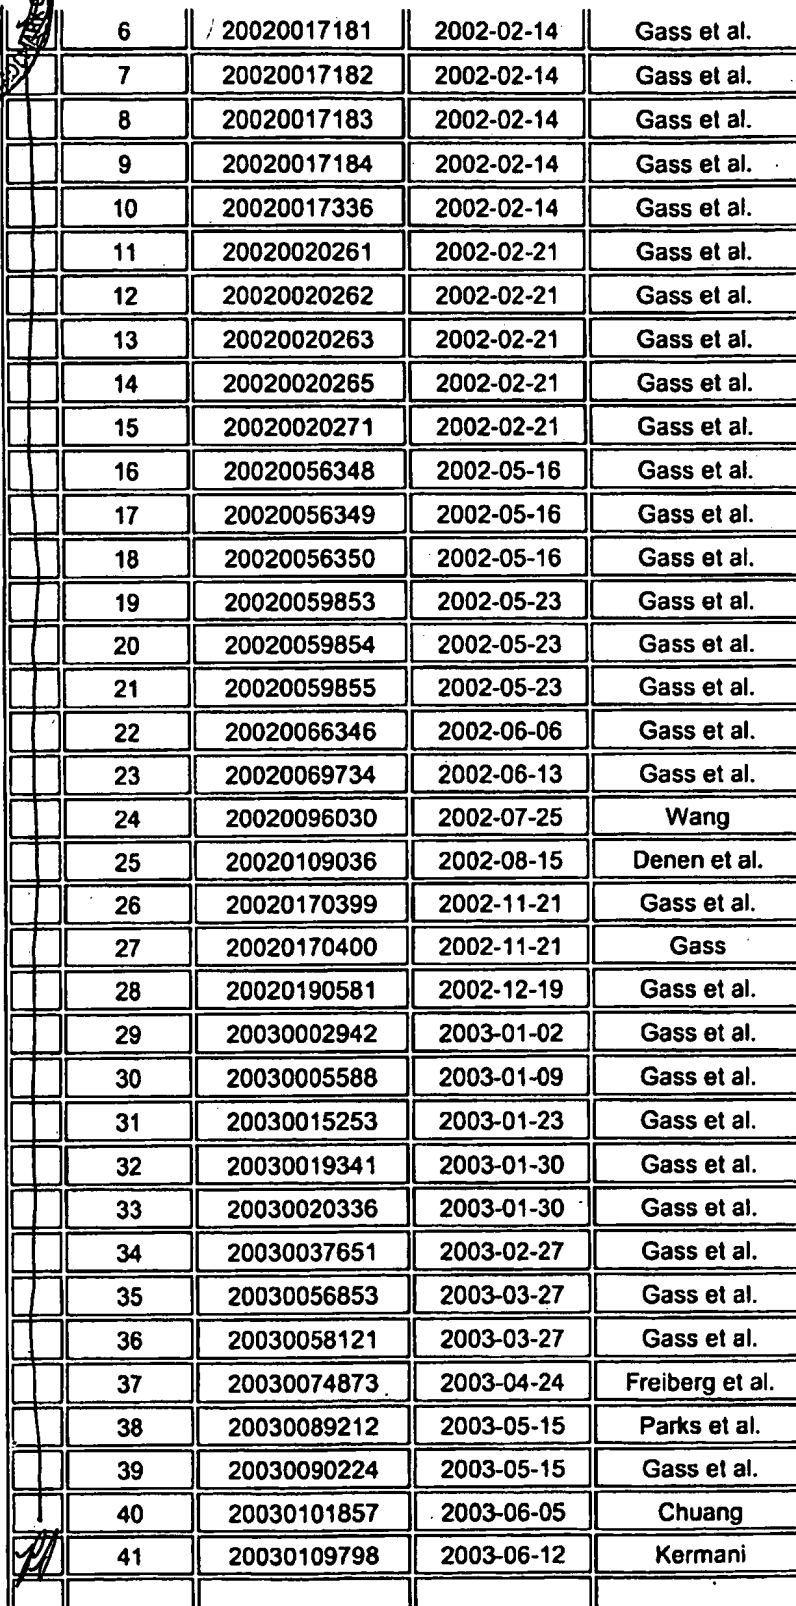 6 20020017181 2002-02-14 Gass et al.
7 20020017182 2002-02-14 Gass et al.
8 20020017183 2002-02-14 Gass et al.
9 20020017184 2002-02-14 Gass et al.
10 20020017336 2002-02-14 Gass et al.
11 20020020261 2002-02-21 Gass et al.
12 20020020262 2002-02-21 Gass et al.
13 20020020263 2002-02-21 Gass et al.
14 20020020265 2002-02-21 Gass et al.
15 20020020271 2002-02-21 Gass et al.
16 20020056348 2002-05-16 Gass et al.
17 20020056349 2002-05-16 Gass et al.
18 20020056350 2002-05-16 Gass et al.
19 20020059853 2002-05-23 Gass et al.
20 20020059854 2002-05-23 Gass et al.
21 20020059855 2002-05-23 Gass et al.
22 20020066346 2002-06-06 Gass et al.
23 20020069734 2002-06-13 Gass et al.
24 20020096030 2002-07-25 Wang
25 20020109036 2002-08-15 Denen et al.
26 20020170399 2002-11-21 Gass et al.
27 20020170400 2002-11-21 Gass
28 20020190581 2002-12-19 Gass et al.
29 20030002942 2003-01-02 Gass et al.
30 20030005588 2003-01-09 Gass et al.
31 20030015253 2003-01-23 Gass et al.
32 20030019341 2003-01-30 Gass et al.
33 20030020336 2003-01-30 Gass et al.
34 20030037651 2003-02-27 Gass et al.
35 20030056853 2003-03-27 Gass et al.
36 20030058121 2003-03-27 Gass et al.
37 20030074873 2003-04-24 Freiberg et al.
38 20030089212 2003-05-15 Parks et al.
39 20030090224 2003-05-15 Gass et al.
40 20030101857 2003-06-05 Chuang
41 20030109798 2003-06-12 Kermani